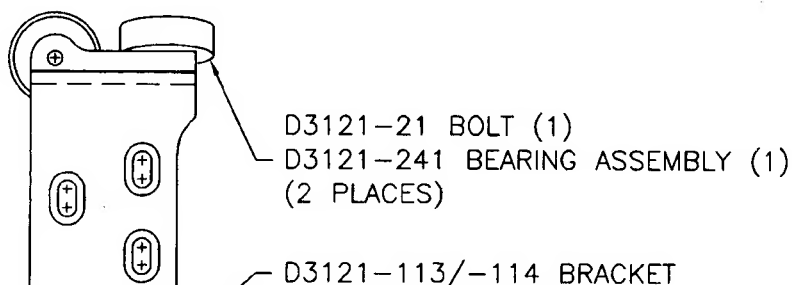 D3121-21 BOLT (1)
D3121-241 BEARING ASSEMBLY (1)
(2 PLACES)
D3121-113/-114 BRACKET